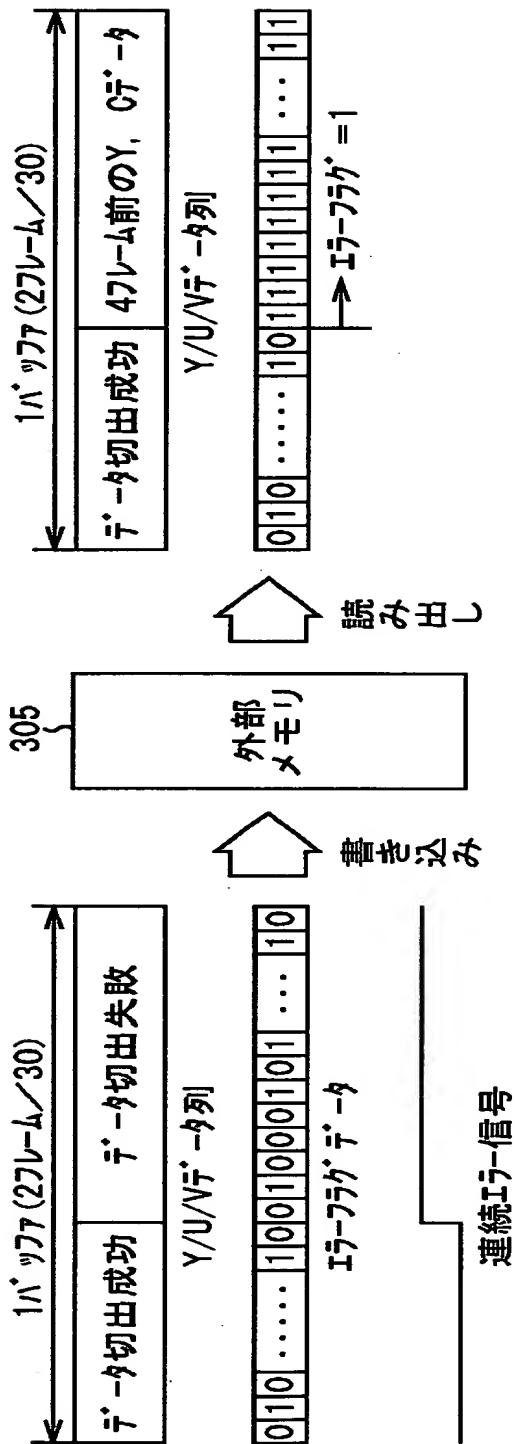 1バッファ(2フレーム/30)
データ切出成功 データ切出失敗
Y/U/Vデータ列
010 ..... 1001000101 ... 10
エラーフラグデータ
連続エラー信号
書き込み
305
外部
メモリ
読み出し
1バッファ(2フレーム/30)
データ切出成功 4フレーム前のY, Cデータ
Y/U/Vデータ列
010 ..... 1011111111 ... 11
エラーフラグ=1